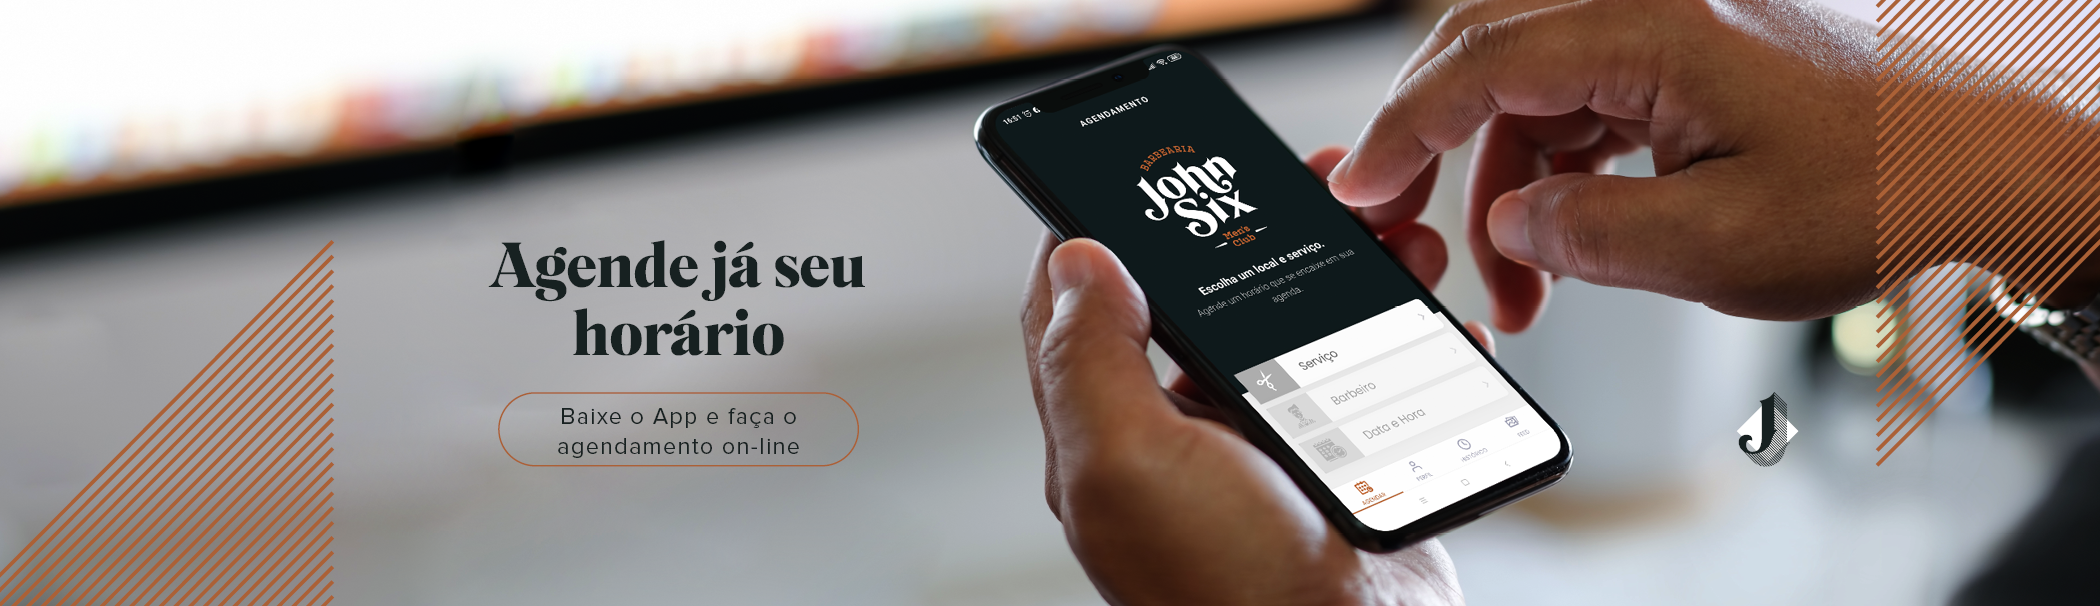 Agende já seu
horário
Baixe o App e faça o
agendamento on-line
16:51
AGENDAMENTO
BARBEARIA
John
Six
Men's
Club
Escolha um local e serviço.
Agende um horário que se encaixe em sua
agenda.
Serviço
Barbeiro
Data e Hora
AGENDAR
PERFIL
HISTÓRICO
FEED
J